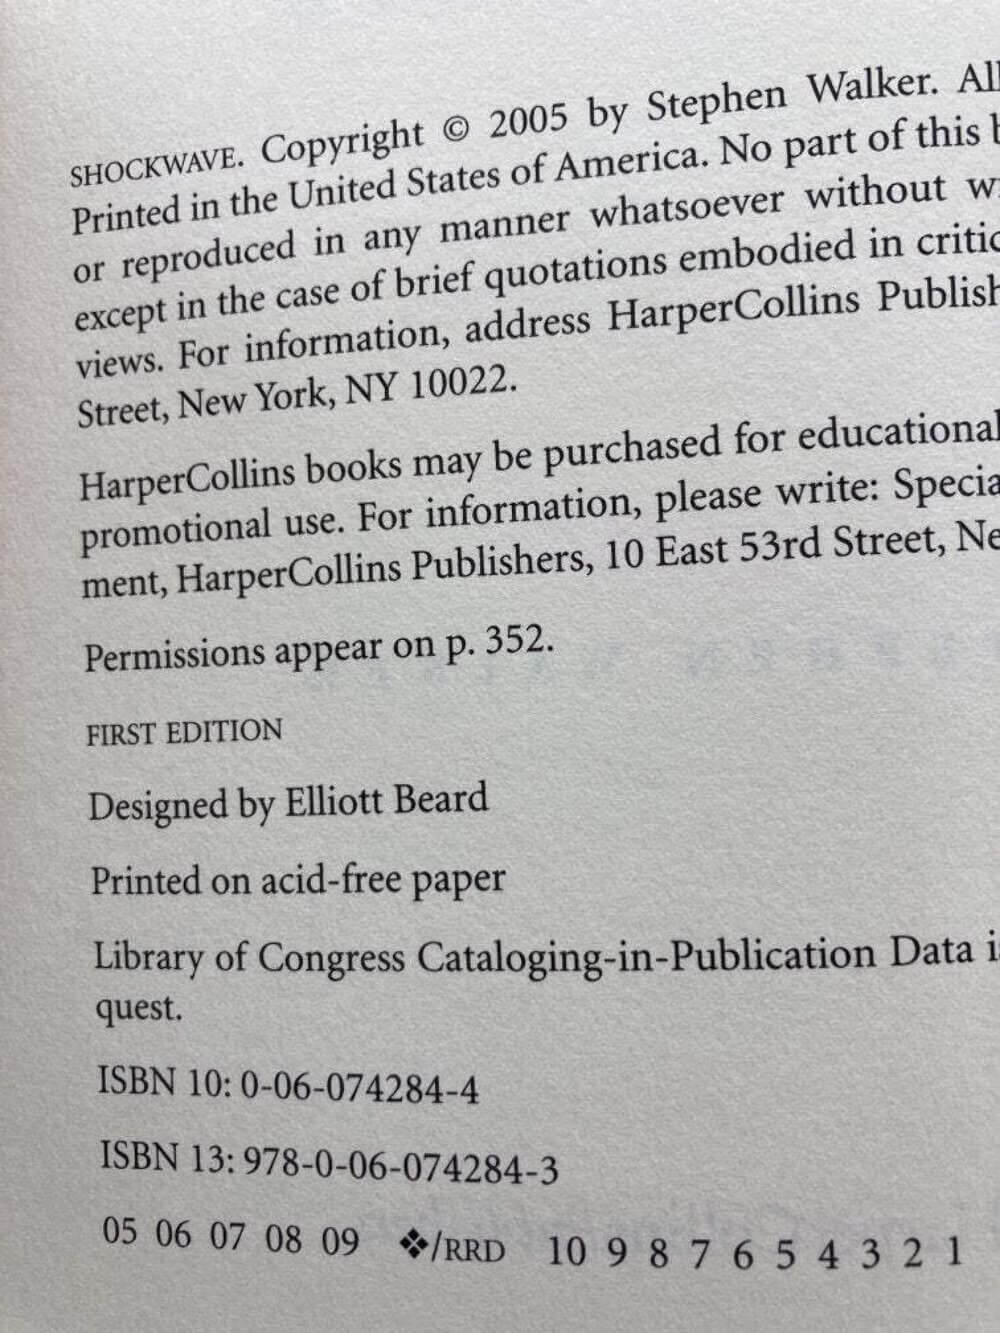 SHOCKWAVE. Copyright © 2005 by Stephen Walker. All
Printed in the United States of America. No part of this
or reproduced in any manner whatsoever without
except in the case of brief quotations embodied in
views. For information, address HarperCollins
Street, New York, NY 10022.
HarperCollins books may be purchased for educational
promotional use. For information, please write:
ment, HarperCollins Publishers, 10 East 53rd Street,
Permissions appear on p. 352.
FIRST EDITION
Designed by Elliott Beard
Printed on acid-free paper
Library of Congress Cataloging-in-Publication Data
quest.
ISBN 10: 0-06-074284-4
ISBN 13: 978-0-06-074284-3
05 06 07 08 09 ❖/RRD 10 9 8 7 6 5 4 3 2 1